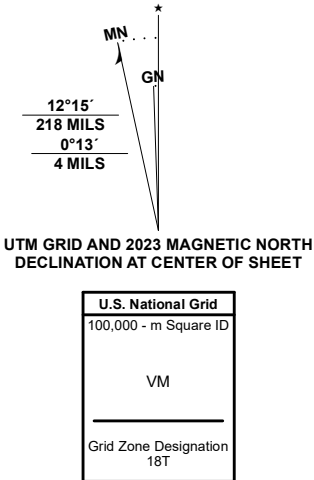 ★
MN
GN
12°15´
218 MILS
0°13´
4 MILS
UTM GRID AND 2023 MAGNETIC NORTH
DECLINATION AT CENTER OF SHEET
U.S. National Grid
100,000 - m Square ID
VM
Grid Zone Designation
18T